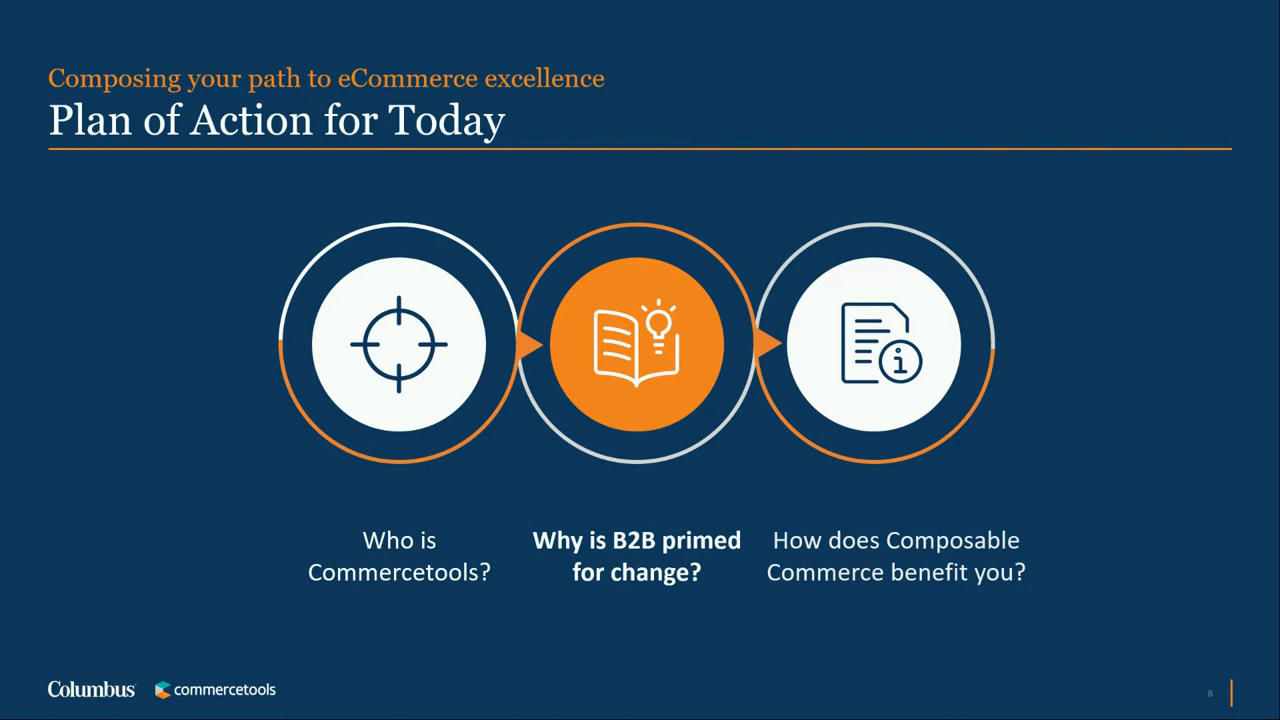 Composing your path to eCommerce excellence
Plan of Action for Today
Who is
Commercetools?
Why is B2B primed
for change?
How does Composable
Commerce benefit you?
Columbus
commercetools
8